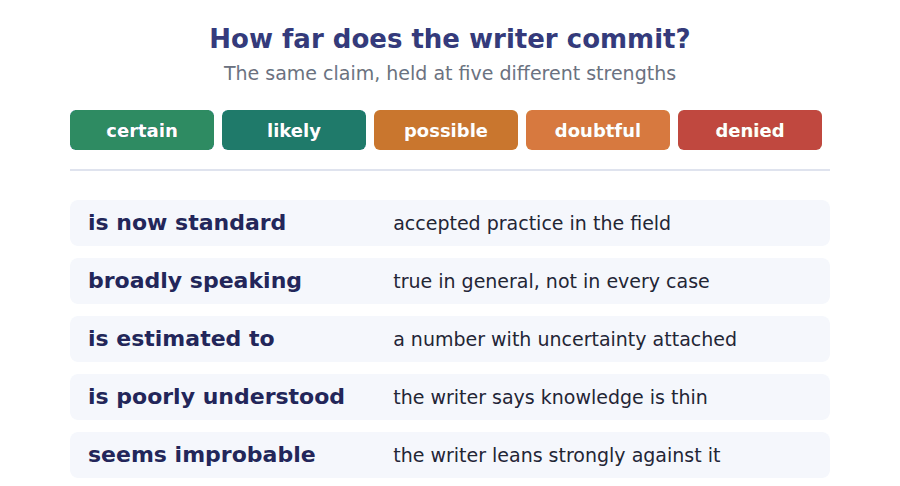 How far does the writer commit?
The same claim, held at five different strengths
certain likely possible doubtful denied
is now standard accepted practice in the field
broadly speaking true in general, not in every case
is estimated to a number with uncertainty attached
is poorly understood the writer says knowledge is thin
seems improbable the writer leans strongly against it